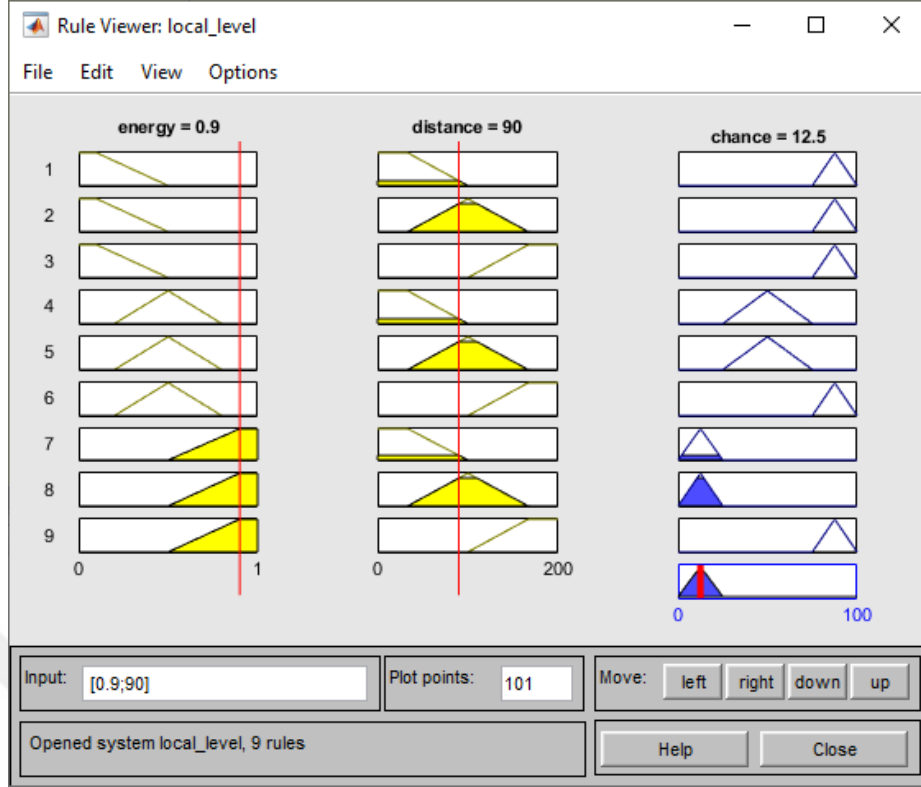 Rule Viewer: local_level
File Edit View Options
energy = 0.9 distance = 90 chance = 12.5
1
2
3
4
5
6
7
8
9
0 1 0 200
0 100
Input: [0.9;90] Plot points: 101 Move: left right down up
Opened system local_level, 9 rules Help Close